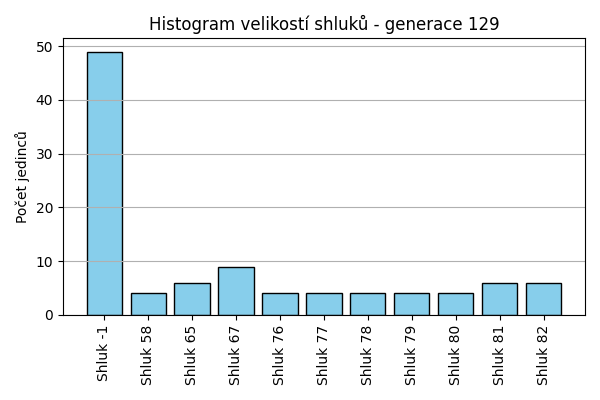 Histogram velikostí shluků - generace 129
Počet jedinců
50
40
30
20
10
0
Shluk -1
Shluk 58
Shluk 65
Shluk 67
Shluk 76
Shluk 77
Shluk 78
Shluk 79
Shluk 80
Shluk 81
Shluk 82